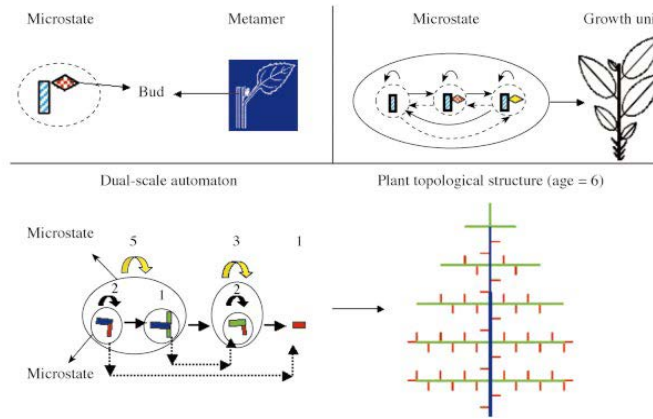 Microstate
Metamer
Bud
Microstate
Growth uni
Dual-scale automaton
Plant topological structure (age = 6)
Microstate
5
3
1
2
1
2
Microstate